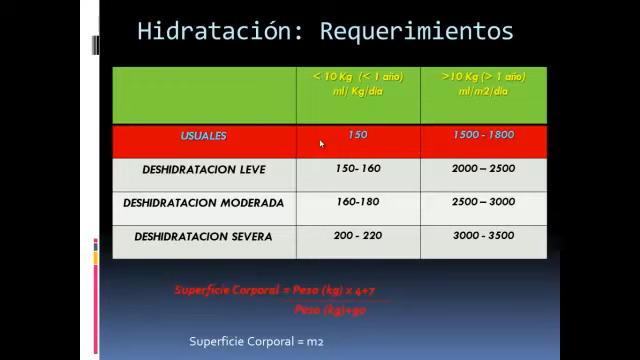 Hidratación: Requerimientos
< 10 Kg (< 1 año) >10 Kg (> 1 año)
ml/ Kg/día ml/m2/día
USUALES 150 1500 - 1800
DESHIDRATACION LEVE 150- 160 2000 – 2500
DESHIDRATACION MODERADA 160-180 2500 – 3000
DESHIDRATACION SEVERA 200 - 220 3000 - 3500
Superficie Corporal = Peso (kg) x 4+7
Peso (kg)+90
Superficie Corporal = m2